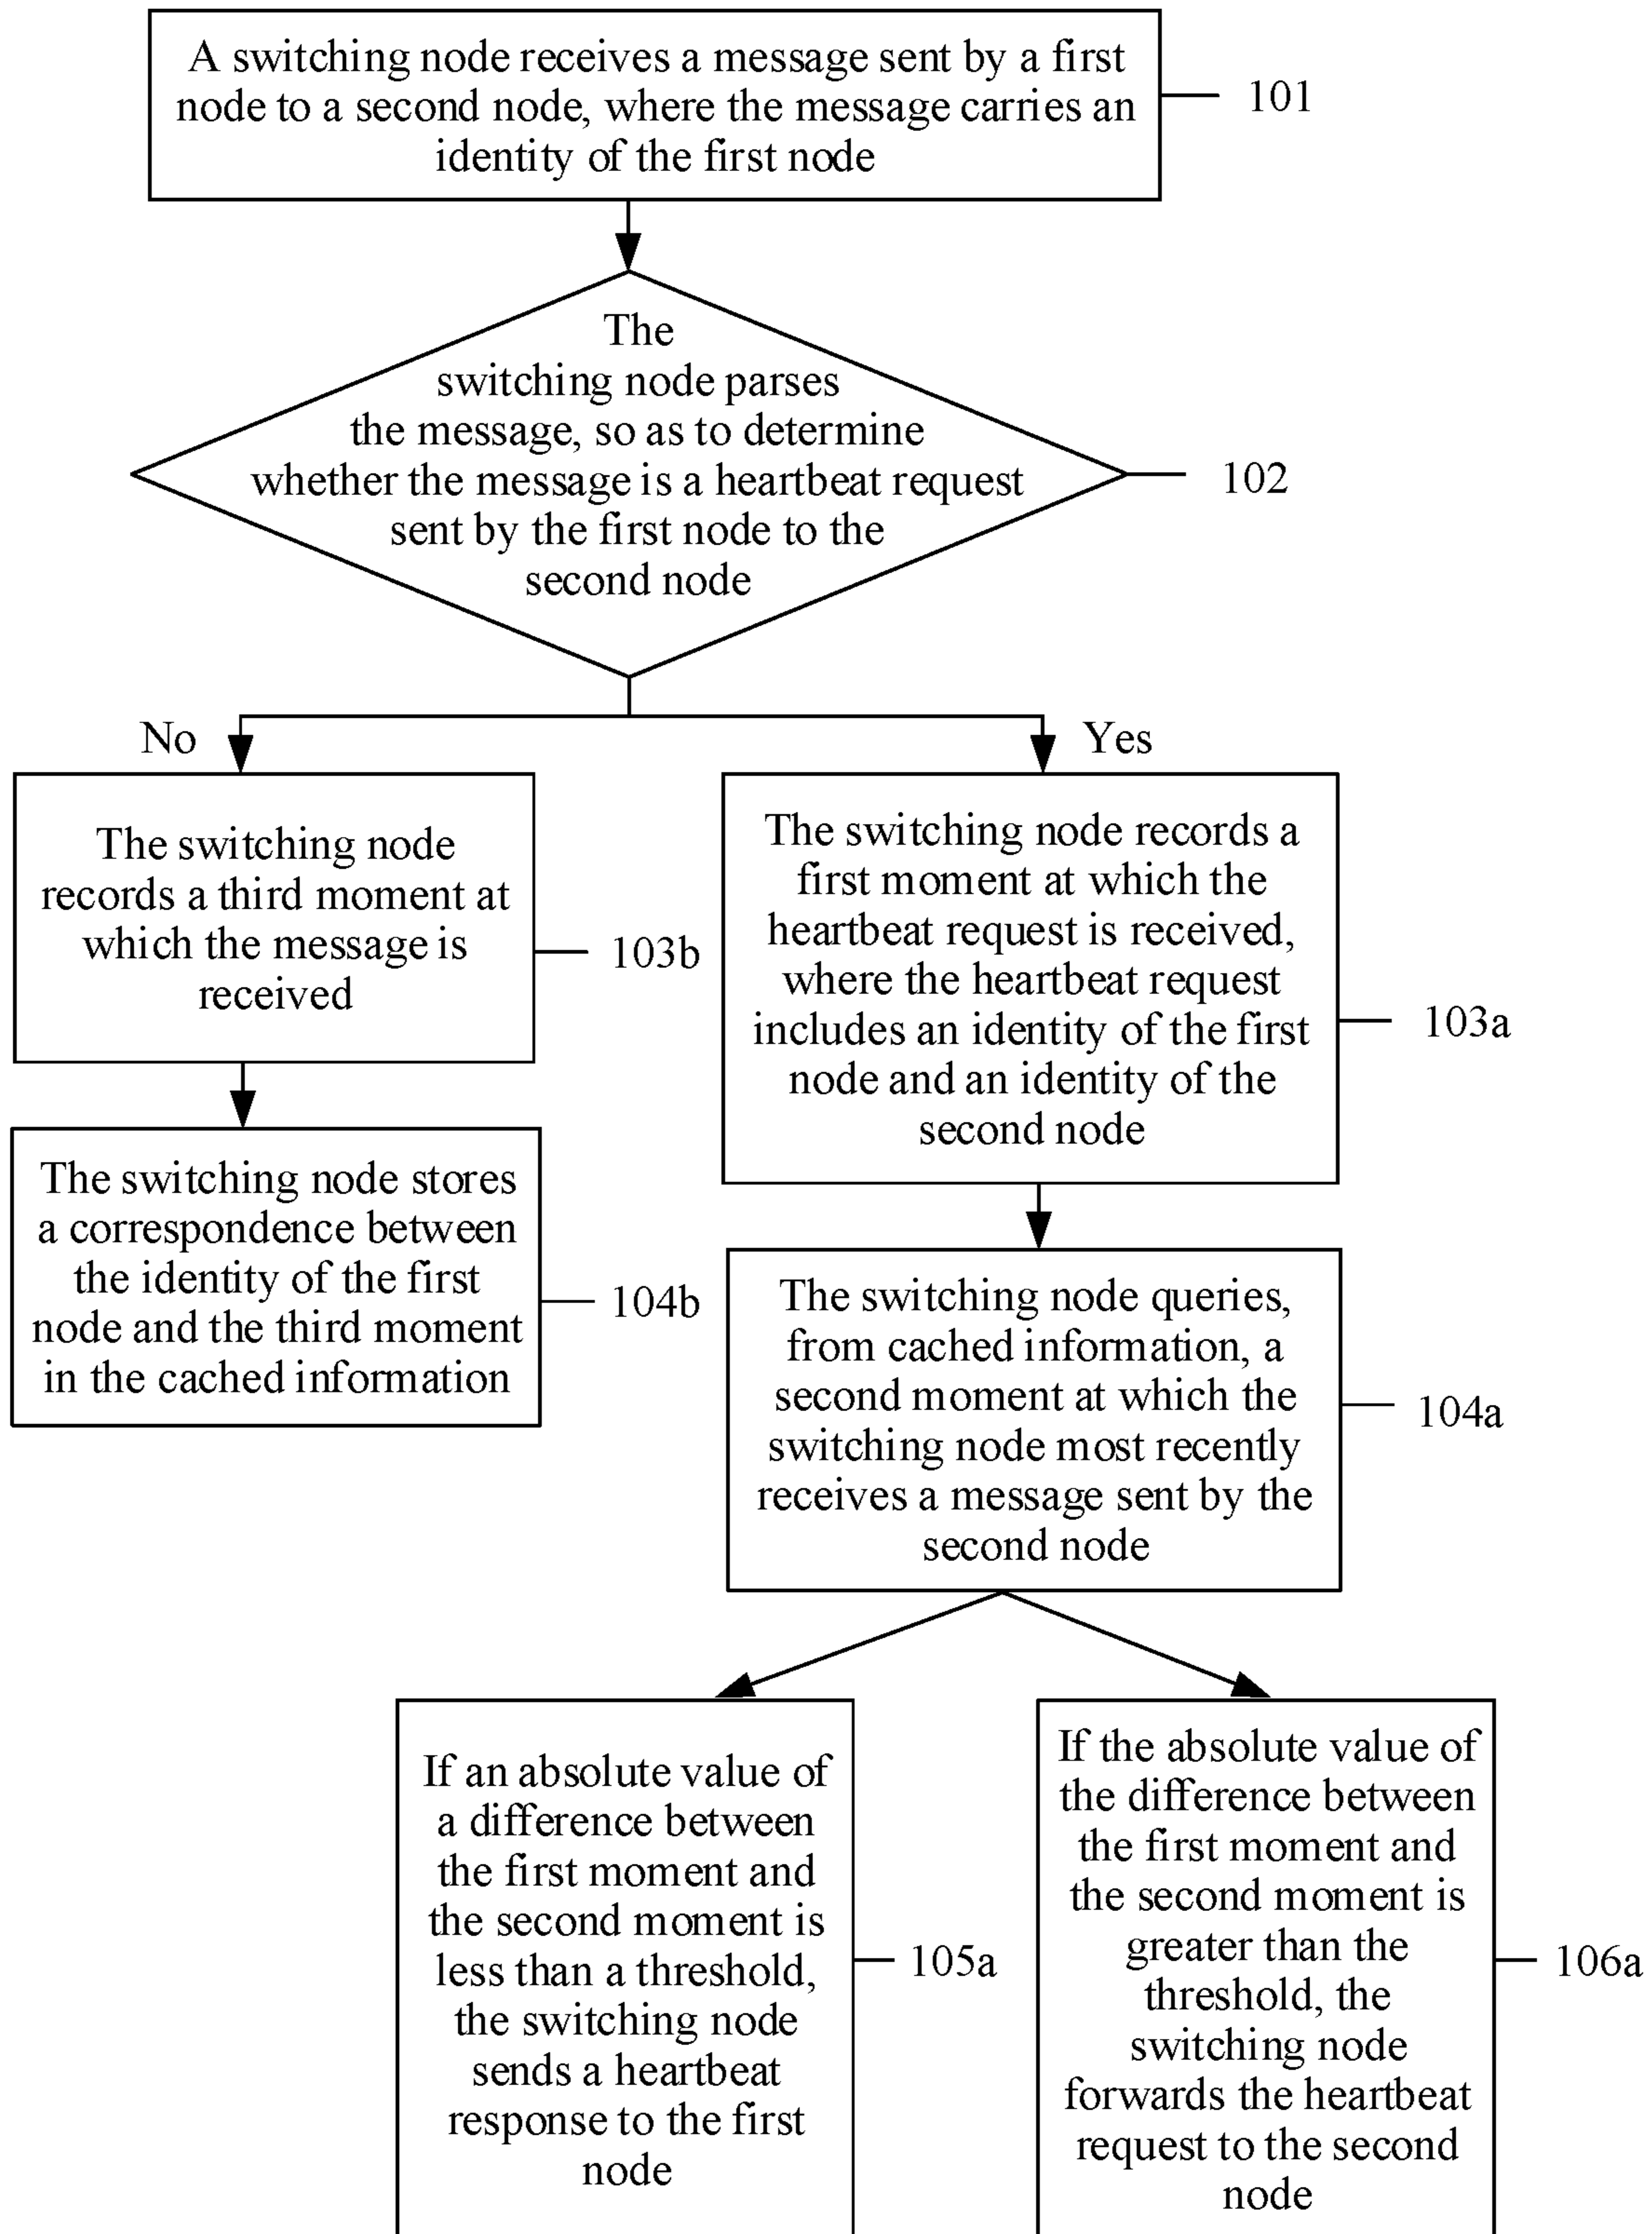 A switching node receives a message sent by a first
node to a second node, where the message carries an
identity of the first node
101
The
switching node parses
the message, so as to determine
whether the message is a heartbeat request
sent by the first node to the
second node
102
No
Yes
The switching node
records a third moment at
which the message is
received
103b
The switching node records a
first moment at which the
heartbeat request is received,
where the heartbeat request
includes an identity of the first
node and an identity of the
second node
103a
The switching node stores
a correspondence between
the identity of the first
node and the third moment
in the cached information
104b
The switching node queries,
from cached information, a
second moment at which the
switching node most recently
receives a message sent by the
second node
104a
If an absolute value of
a difference between
the first moment and
the second moment is
less than a threshold,
the switching node
sends a heartbeat
response to the first
node
105a
If the absolute value of
the difference between
the first moment and
the second moment is
greater than the
threshold, the
switching node
forwards the heartbeat
request to the second
node
106a